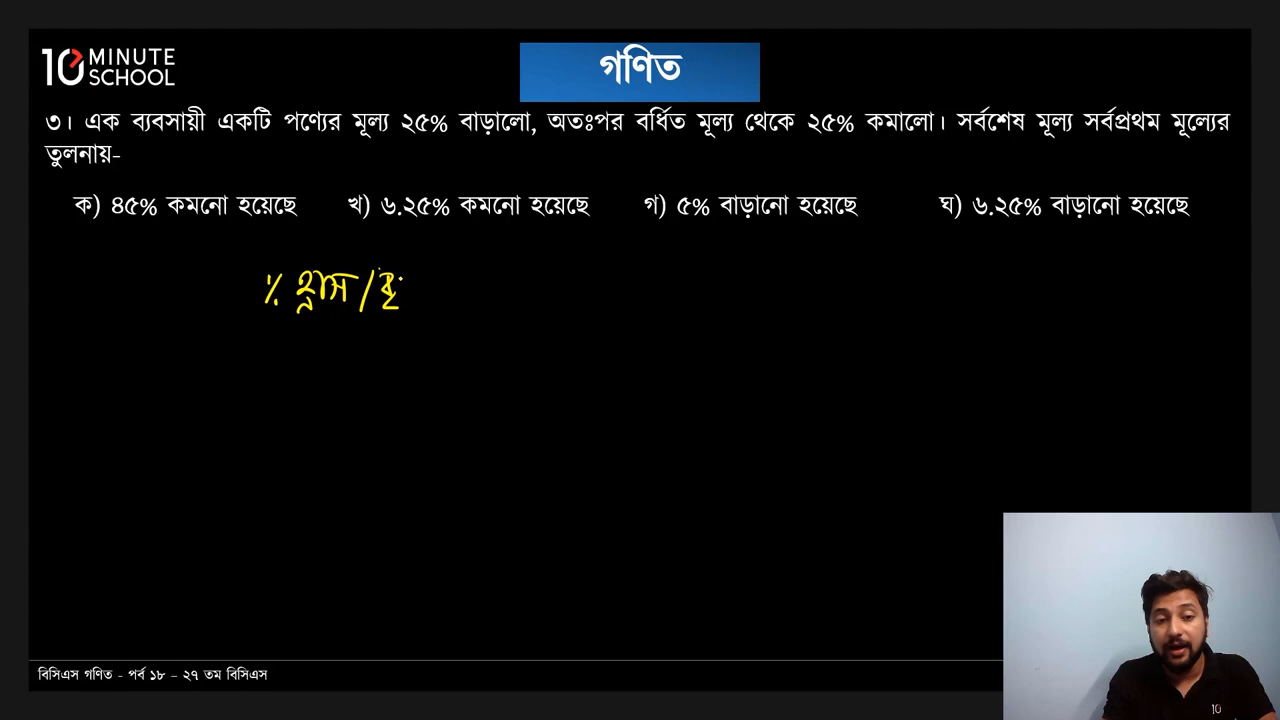 10 MINUTE SCHOOL
গণিত
৩। এক ব্যবসায়ী একটি পণ্যের মূল্য ২৫% বাড়ালো, অতঃপর বর্ধিত মূল্য থেকে ২৫% কমালো। সর্বশেষ মূল্য সর্বপ্রথম মূল্যের
তুলনায়-
ক) ৪৫% কমনো হয়েছে খ) ৬.২৫% কমনো হয়েছে গ) ৫% বাড়ানো হয়েছে ঘ) ৬.২৫% বাড়ানো হয়েছে
% হ্রাস/বৃ
বিসিএস গণিত - পর্ব ১৮ – ২৭ তম বিসিএস
10